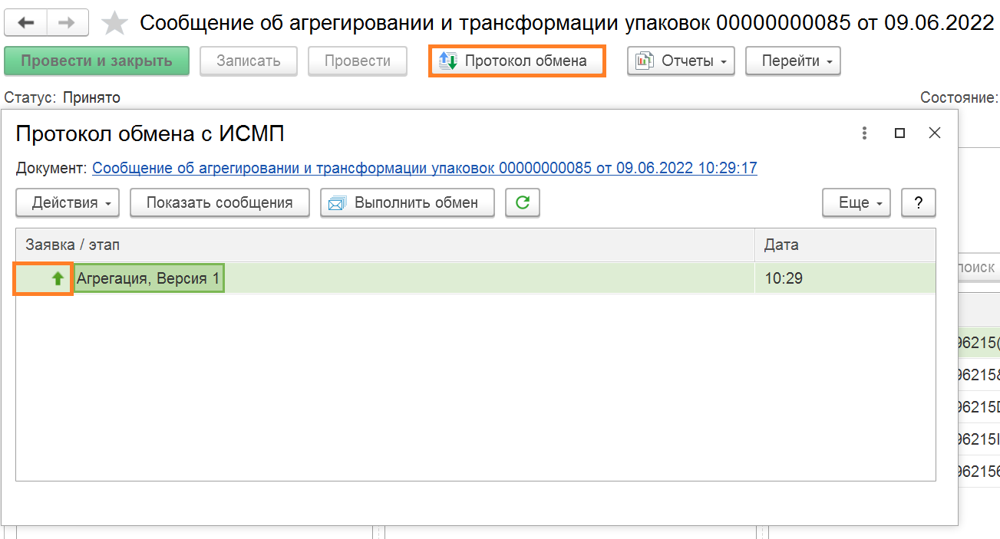 Сообщение об агрегировании и трансформации упаковок 00000000085 от 09.06.2022
Провести и закрыть Записать Провести Протокол обмена Отчеты Перейти
Статус: Принято Состояние:
Протокол обмена с ИСМП
Документ: Сообщение об агрегировании и трансформации упаковок 00000000085 от 09.06.2022 10:29:17
Действия Показать сообщения Выполнить обмен Еще ?
Заявка / этап Дата
поиск
Агрегация, Версия 1 10:29
96215(
96215&
96215D
96215I
962156